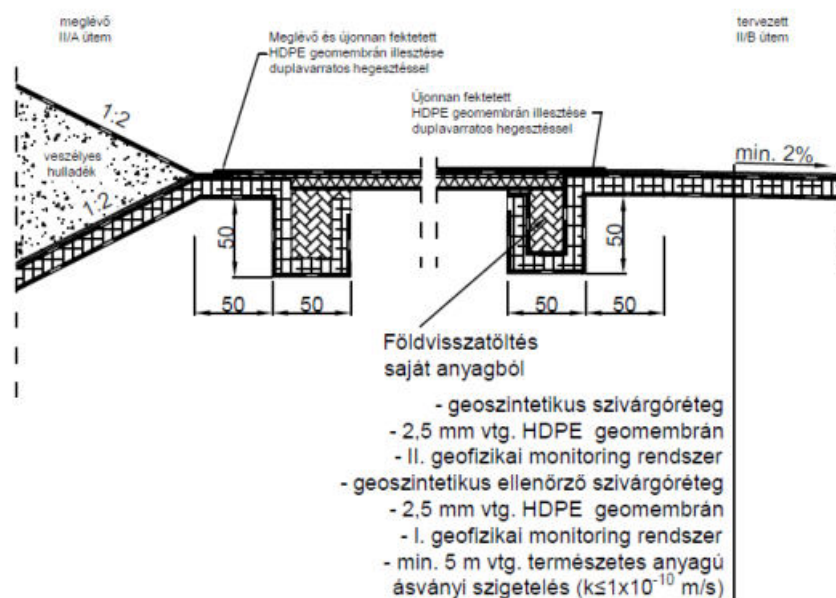 meglévő
II/A ütem
tervezett
II/B ütem
Meglévő és újonnan fektetett
HDPE geomembrán illesztése
duplavarratos hegesztéssel
Újonnan fektetett
HDPE geomembrán illesztése
duplavarratos hegesztéssel
1:2
veszélyes
hulladék
1:2
min. 2%
50
50
50
50
50
50
Földvisszatöltés
saját anyagból
- geoszintetikus szivárgóréteg
- 2,5 mm vtg. HDPE geomembrán
- II. geofizikai monitoring rendszer
- geoszintetikus ellenőrző szivárgóréteg
- 2,5 mm vtg. HDPE geomembrán
- I. geofizikai monitoring rendszer
- min. 5 m vtg. természetes anyagú
ásványi szigetelés (k≤1x10⁻¹⁰ m/s)